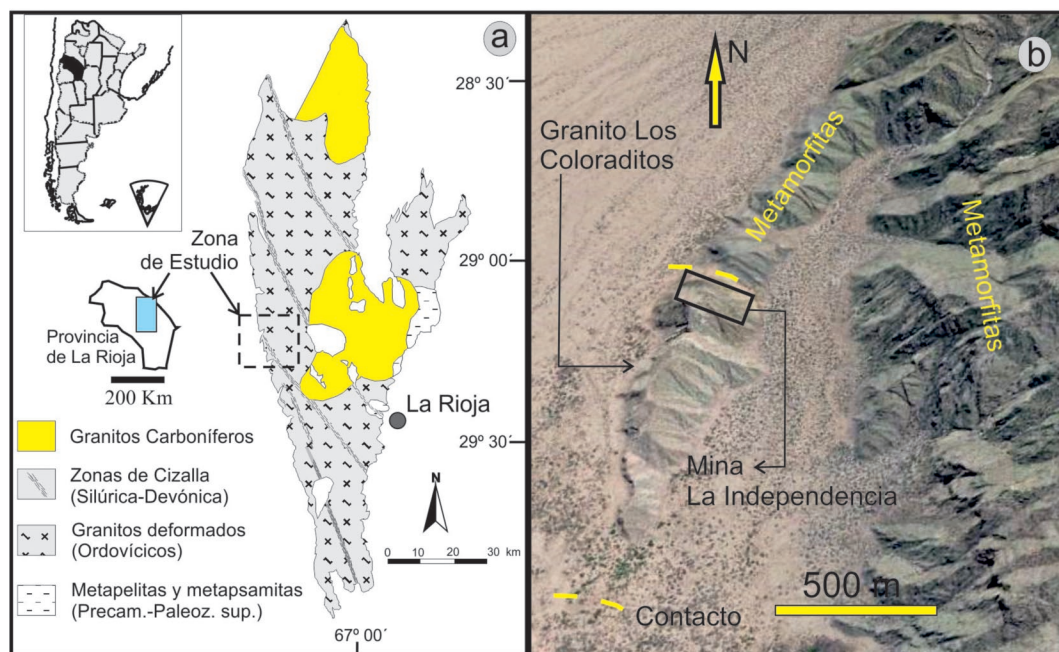 a
28º 30´
29º 00´
29º 30´
67º 00´
Zona
de Estudio
Provincia
de La Rioja
200 Km
La Rioja
N
0 10 20 30 km
Granitos Carboníferos
Zonas de Cizalla
(Silúrica-Devónica)
Granitos deformados
(Ordovícicos)
Metapelitas y metapsamitas
(Precam.-Paleoz. sup.)
b
N
Granito Los
Coloraditos
Metamorfitas
Metamorfitas
Mina
La Independencia
500 m
Contacto